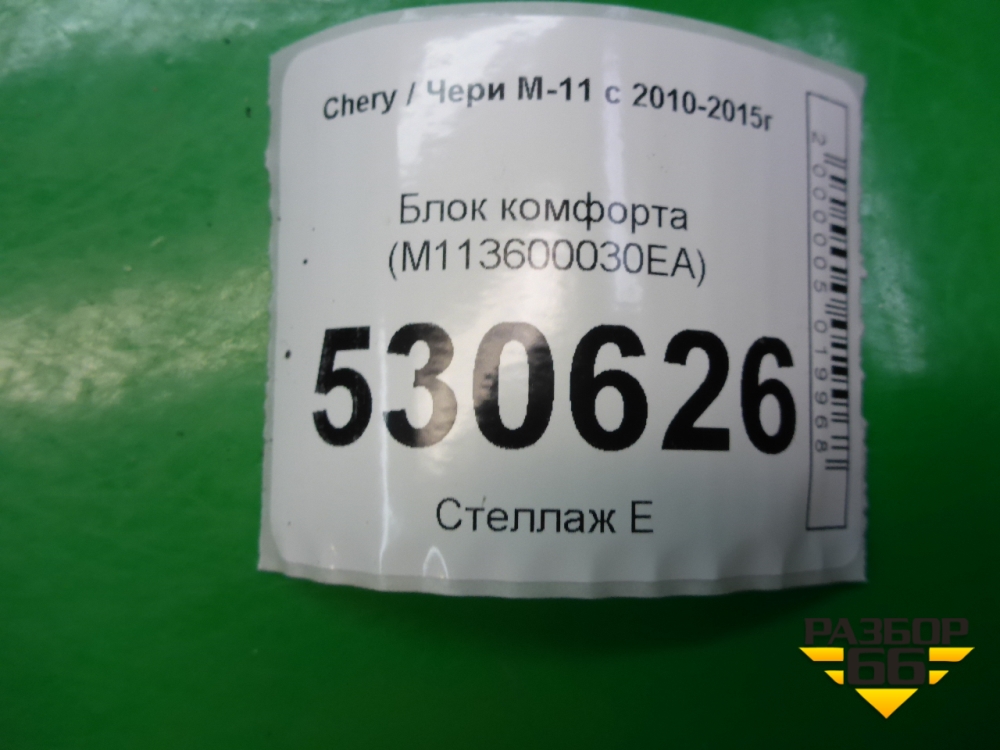 Chery / Чери М-11 с 2010-2015г
Блок комфорта
(M113600030EA)
530626
Стеллаж Е
2000005019968
РАЗБОР
66